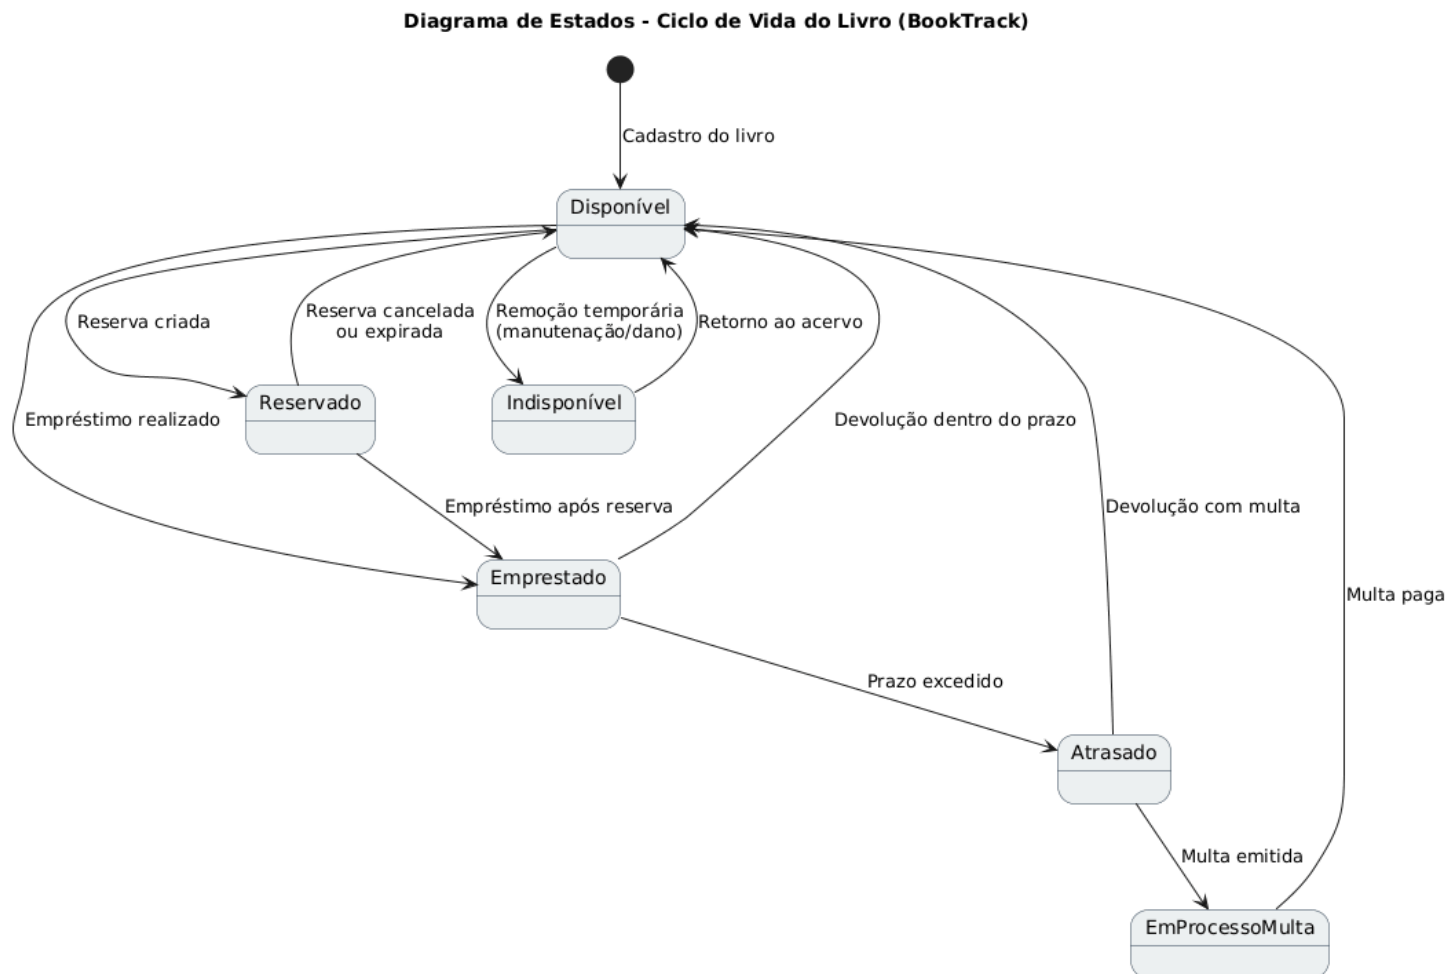 Diagrama de Estados - Ciclo de Vida do Livro (BookTrack)
Cadastro do livro
Disponível
Reserva criada
Reserva cancelada
ou expirada
Remoção temporária
(manutenação/dano)
Retorno ao acervo
Reservado
Indisponível
Empréstimo realizado
Devolução dentro do prazo
Empréstimo após reserva
Devolução com multa
Emprestado
Multa paga
Prazo excedido
Atrasado
Multa emitida
EmProcessoMulta